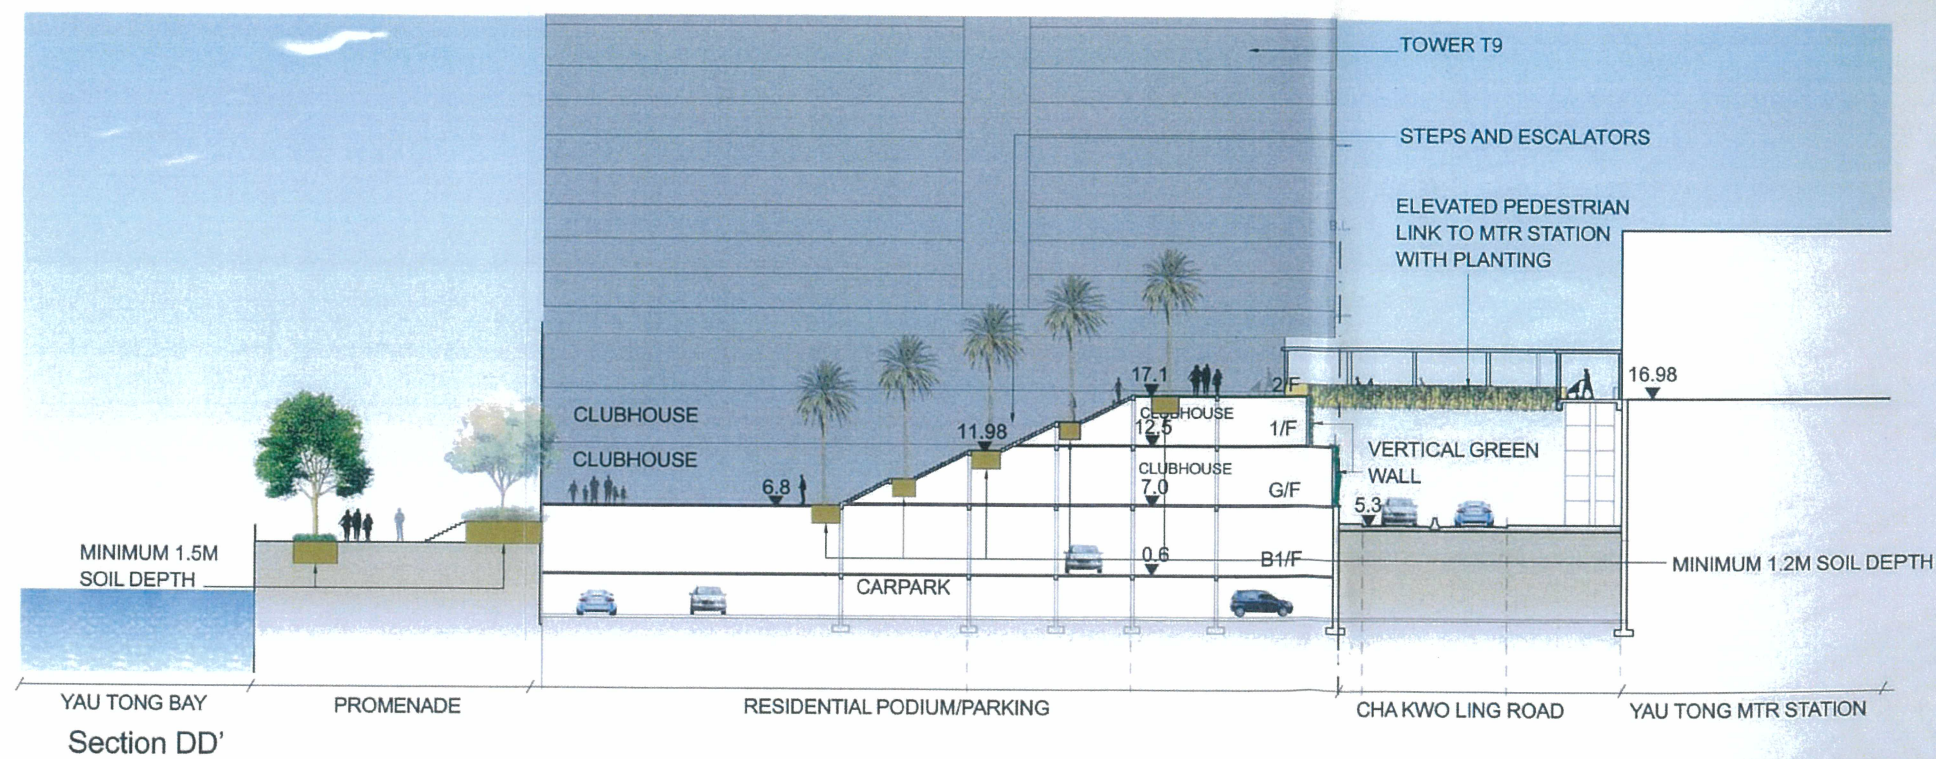 TOWER T9
STEPS AND ESCALATORS
ELEVATED PEDESTRIAN
LINK TO MTR STATION
WITH PLANTING
B.L.
17.1
2/F
16.98
CLUBHOUSE
CLUBHOUSE
11.98
12.5
1/F
VERTICAL GREEN
WALL
CLUBHOUSE
CLUBHOUSE
6.8
7.0
G/F
5.3
MINIMUM 1.5M
SOIL DEPTH
0.6
B1/F
MINIMUM 1.2M SOIL DEPTH
CARPARK
YAU TONG BAY
PROMENADE
RESIDENTIAL PODIUM/PARKING
CHA KWO LING ROAD
YAU TONG MTR STATION
Section DD'